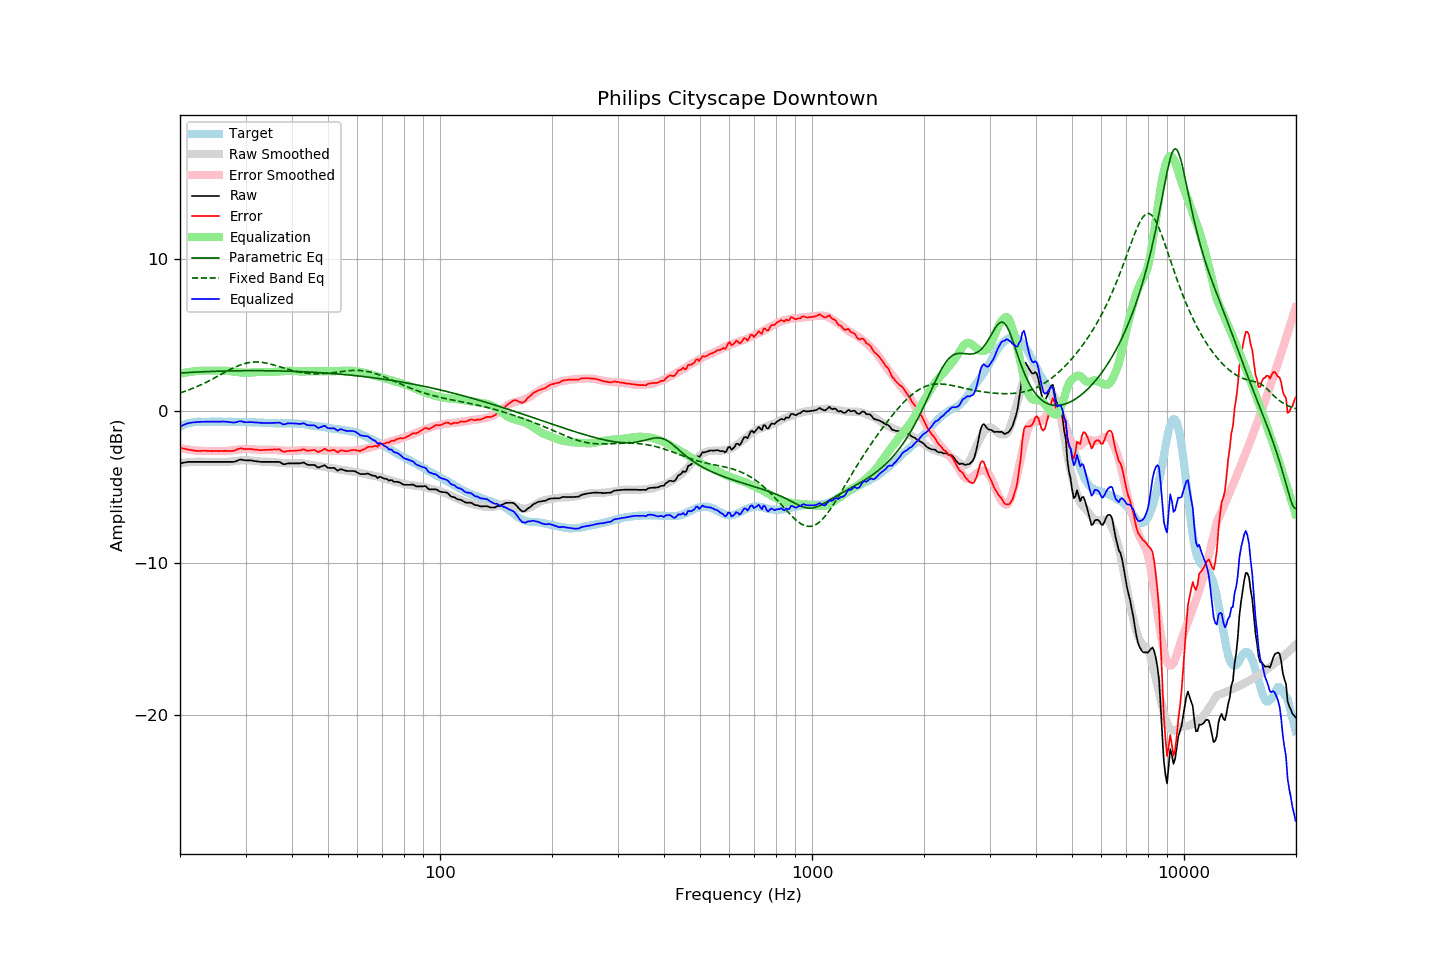 Philips Cityscape Downtown
Target
Raw Smoothed
Error Smoothed
Raw
Error
Equalization
Parametric Eq
Fixed Band Eq
Equalized
10
0
−10
−20
Amplitude (dBr)
100
1000
10000
Frequency (Hz)